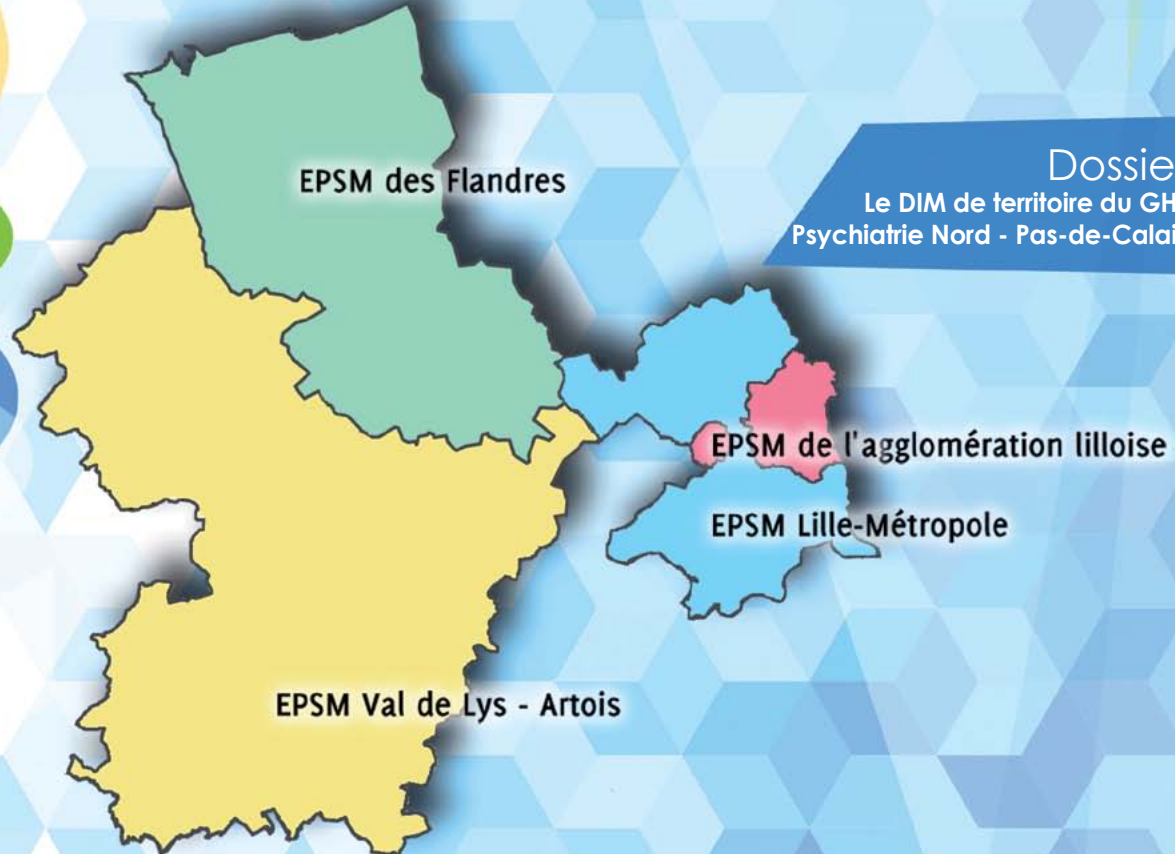 EPSM des Flandres
Dossie
Le DIM de territoire du GH
Psychiatrie Nord - Pas-de-Calai
EPSM de l'agglomération lilloise
EPSM Lille-Métropole
EPSM Val de Lys - Artois